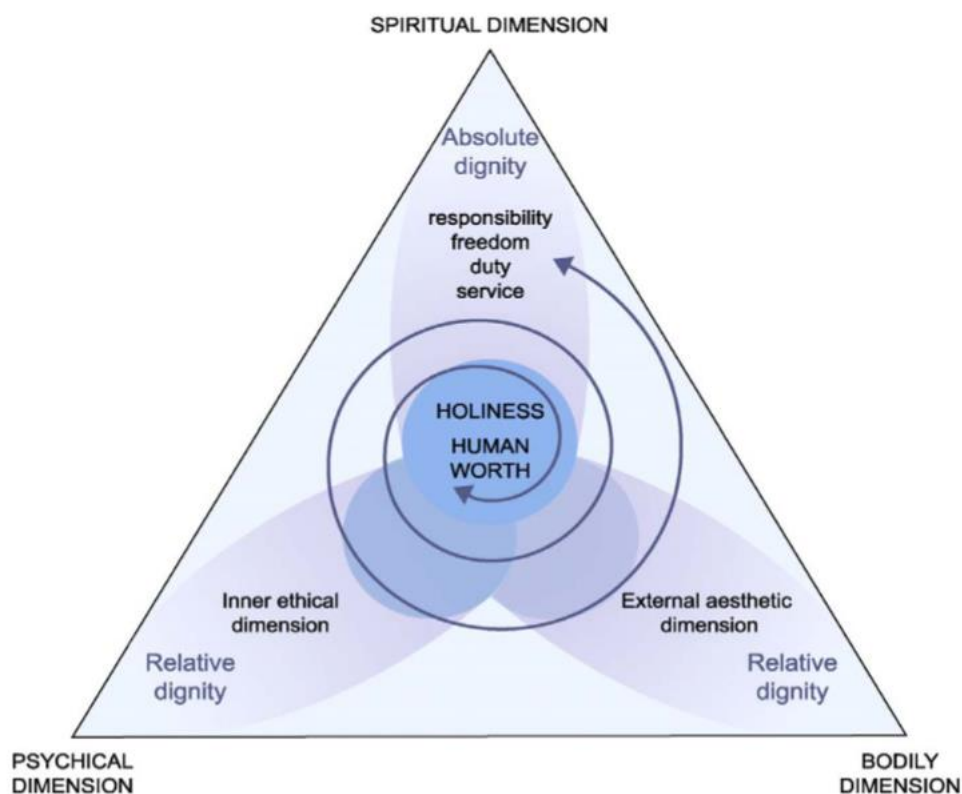 SPIRITUAL DIMENSION
Absolute
dignity
responsibility
freedom
duty
service
HOLINESS
HUMAN
WORTH
Inner ethical
dimension
External aesthetic
dimension
Relative
dignity
Relative
dignity
PSYCHICAL
DIMENSION
BODILY
DIMENSION